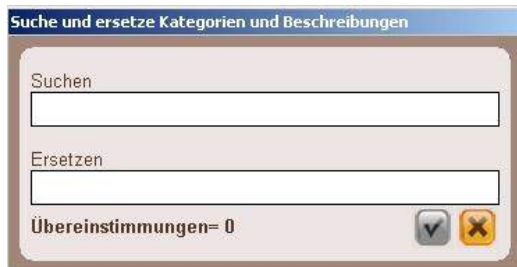 Suche und ersetze Kategorien und Beschreibungen
Suchen
Ersetzen
Übereinstimmungen= 0